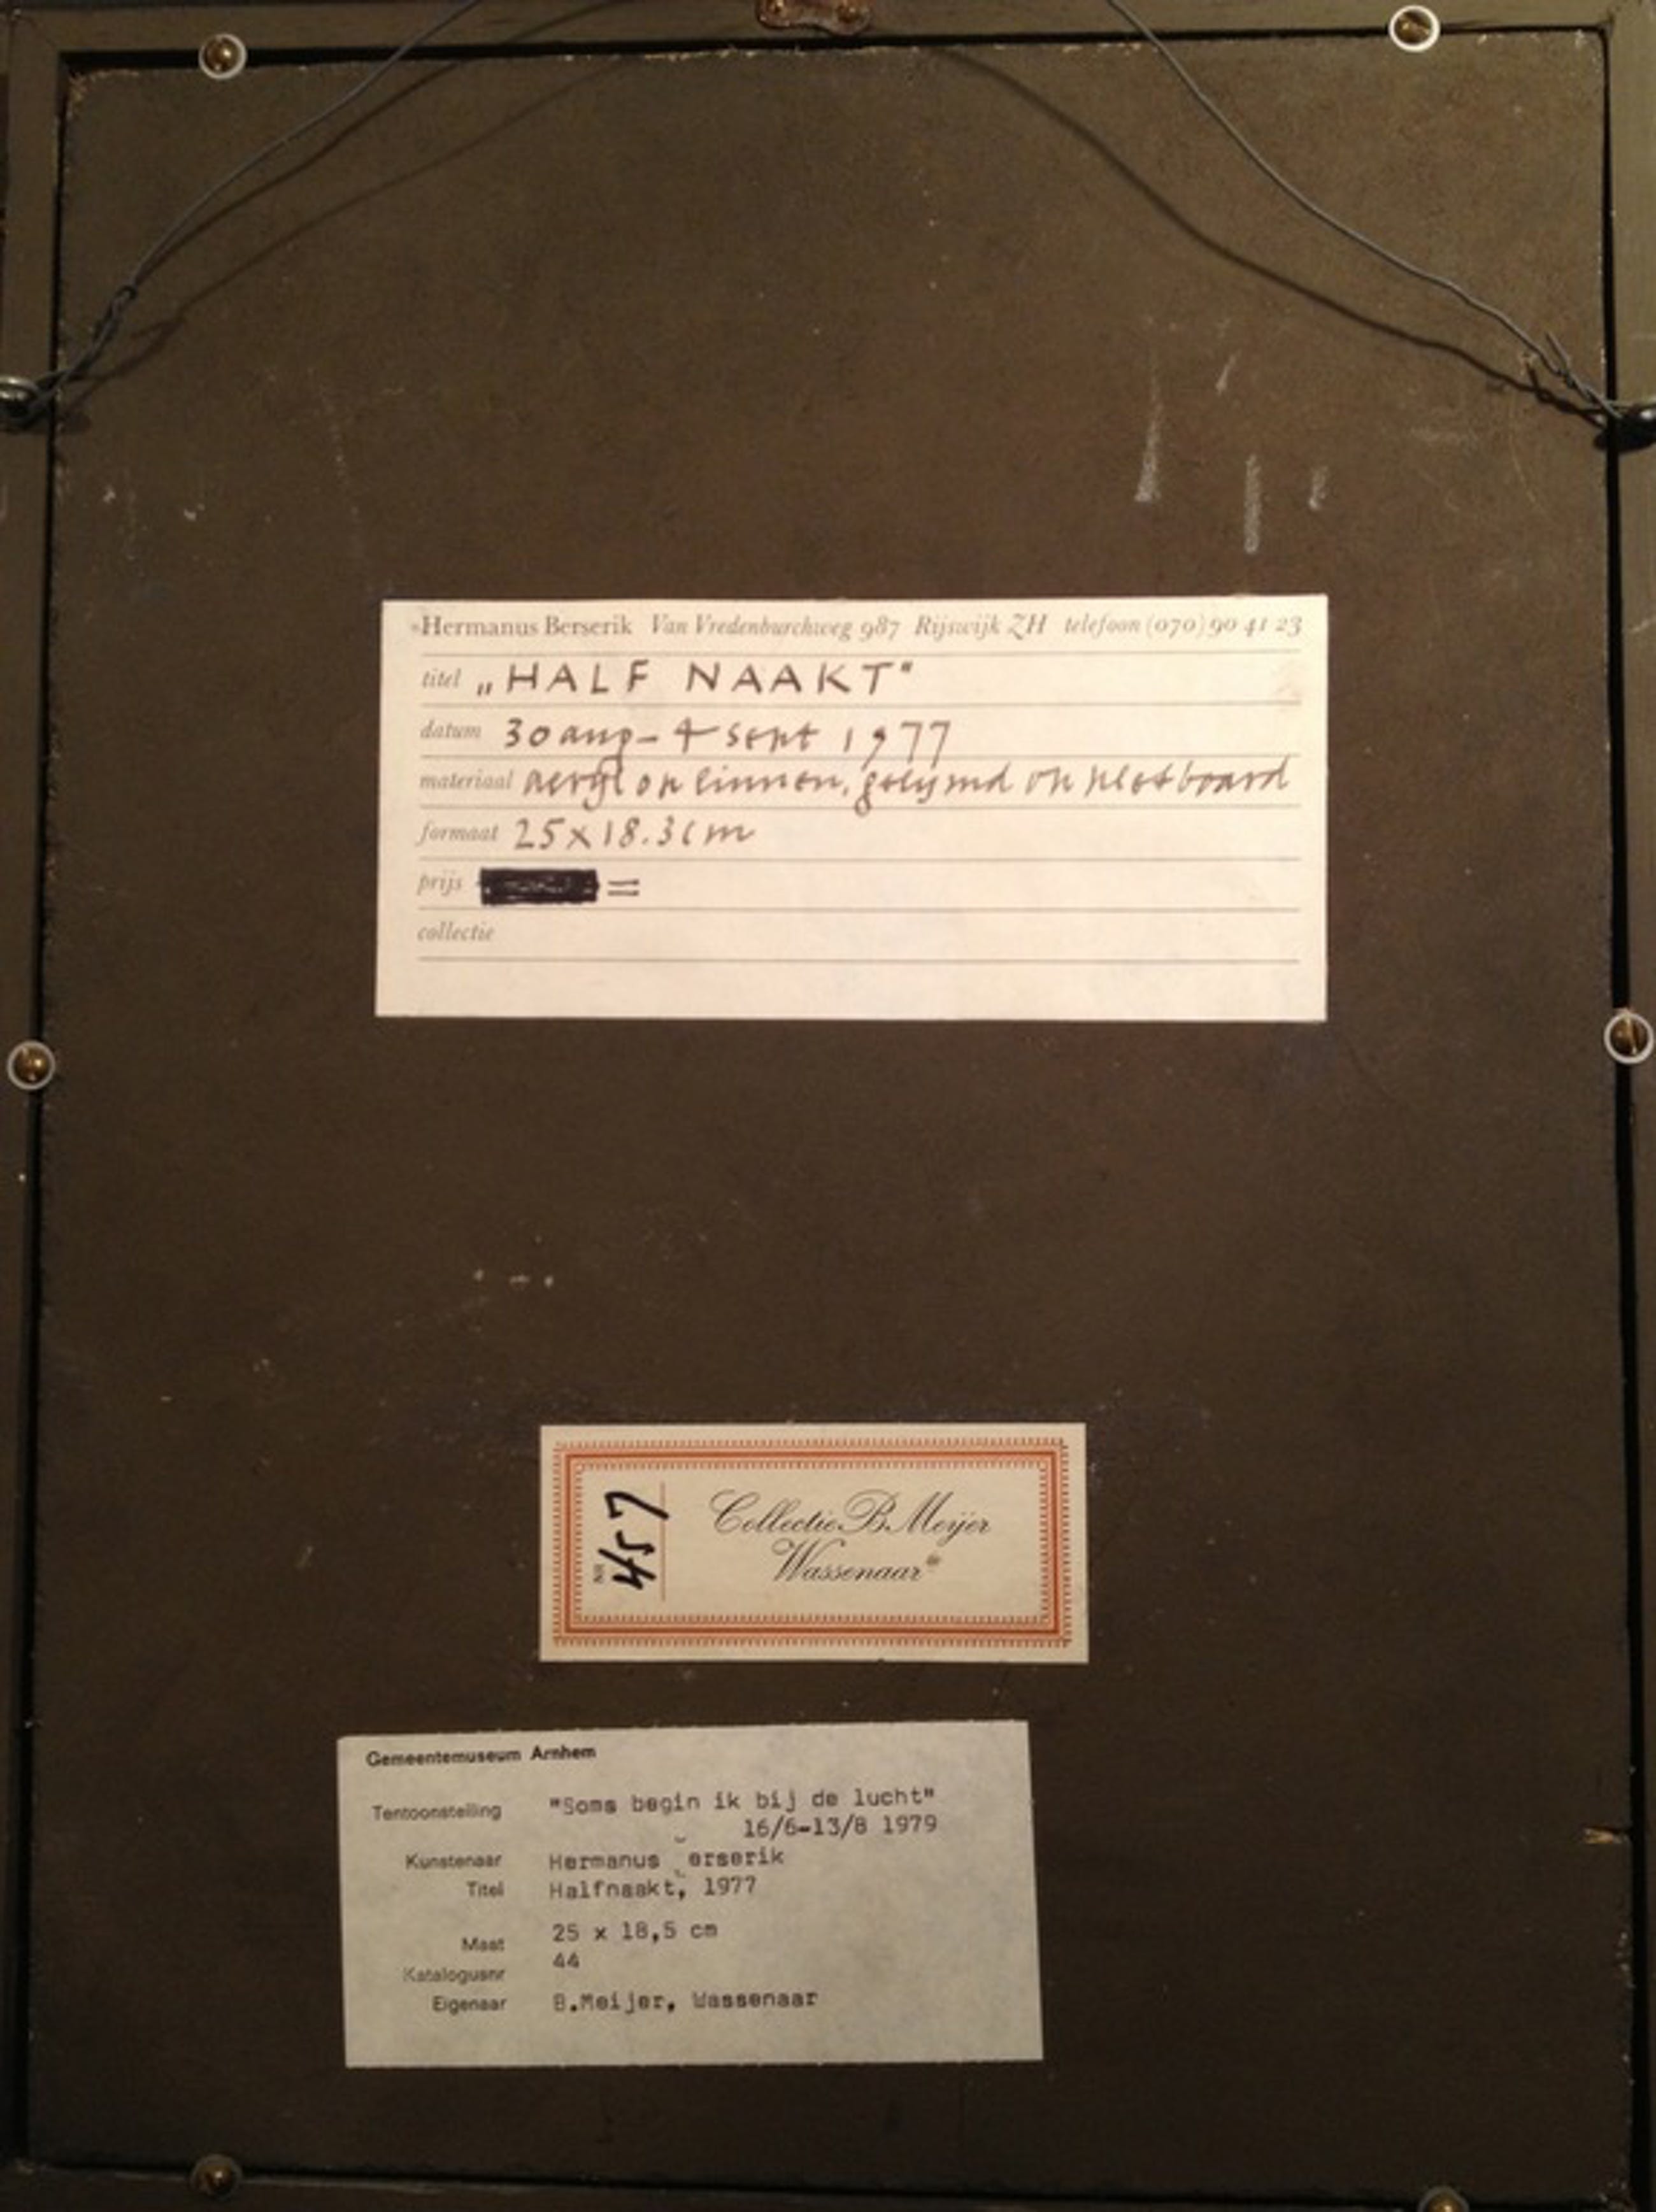 Hermanus Berserik Van Vredenburchweg 987 Rijswijk ZH telefoon (070) 90 41 23
titel „HALF NAAKT"
datum 30 aug - 4 sept 1977
materiaal acryl op linnen, gelijmd op
formaat 25 x 18.3 cm
prijs =
collectie
NR 457
Collectie B. Meijer
Wassenaar
Gemeentemuseum Arnhem
Tentoonstelling "Soms begin ik bij de lucht"
16/6-13/8 1979
Kunstenaar Hermanus erserik
Titel Halfnaakt, 1977
Maat 25 x 18,5 cm
Katalogusnr 44
Eigenaar B.Meijer, Wassenaar